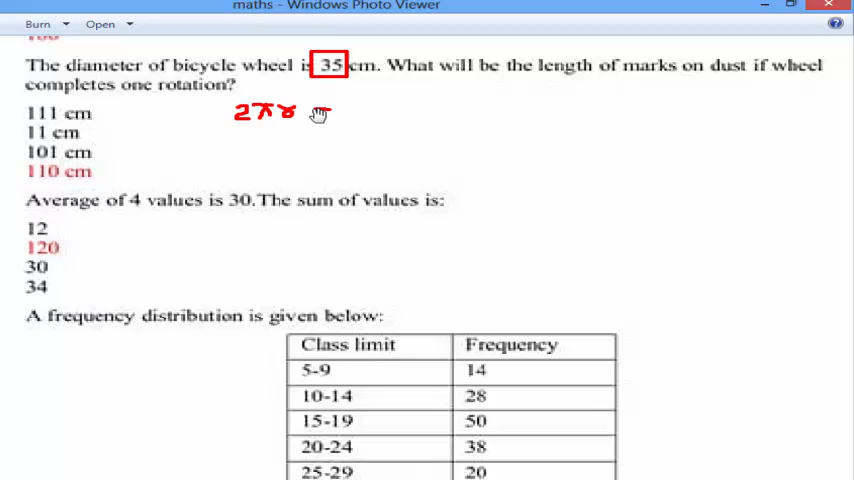 maths - Windows Photo Viewer
Burn Open
The diameter of bicycle wheel is 35 cm. What will be the length of marks on dust if wheel
completes one rotation?
111 cm
2πr
11 cm
101 cm
110 cm
Average of 4 values is 30.The sum of values is:
12
120
30
34
A frequency distribution is given below:
Class limit Frequency
5-9 14
10-14 28
15-19 50
20-24 38
25-29 20